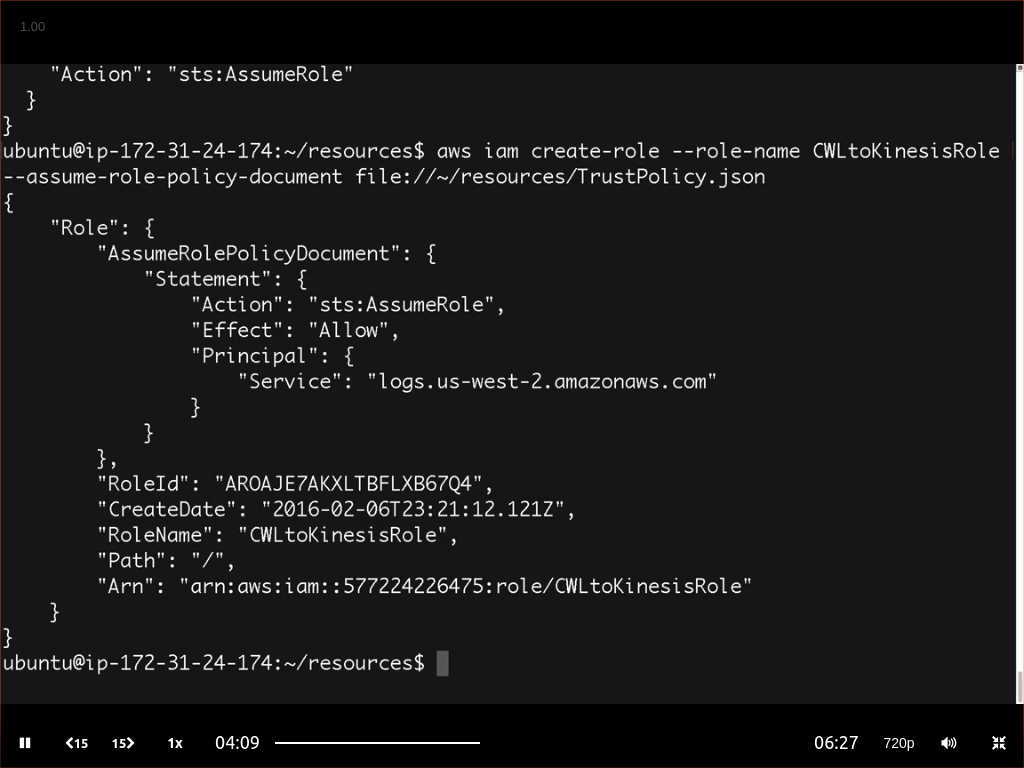 1.00
"Action": "sts:AssumeRole"
}
}
ubuntu@ip-172-31-24-174:~/resources$ aws iam create-role --role-name CWLtoKinesisRole
--assume-role-policy-document file://~/resources/TrustPolicy.json
{
"Role": {
"AssumeRolePolicyDocument": {
"Statement": {
"Action": "sts:AssumeRole",
"Effect": "Allow",
"Principal": {
"Service": "logs.us-west-2.amazonaws.com"
}
}
},
"RoleId": "AROAJE7AKXLTBFLXB67Q4",
"CreateDate": "2016-02-06T23:21:12.121Z",
"RoleName": "CWLtoKinesisRole",
"Path": "/",
"Arn": "arn:aws:iam::577224226475:role/CWLtoKinesisRole"
}
}
ubuntu@ip-172-31-24-174:~/resources$
15 15 1x 04:09 06:27 720p